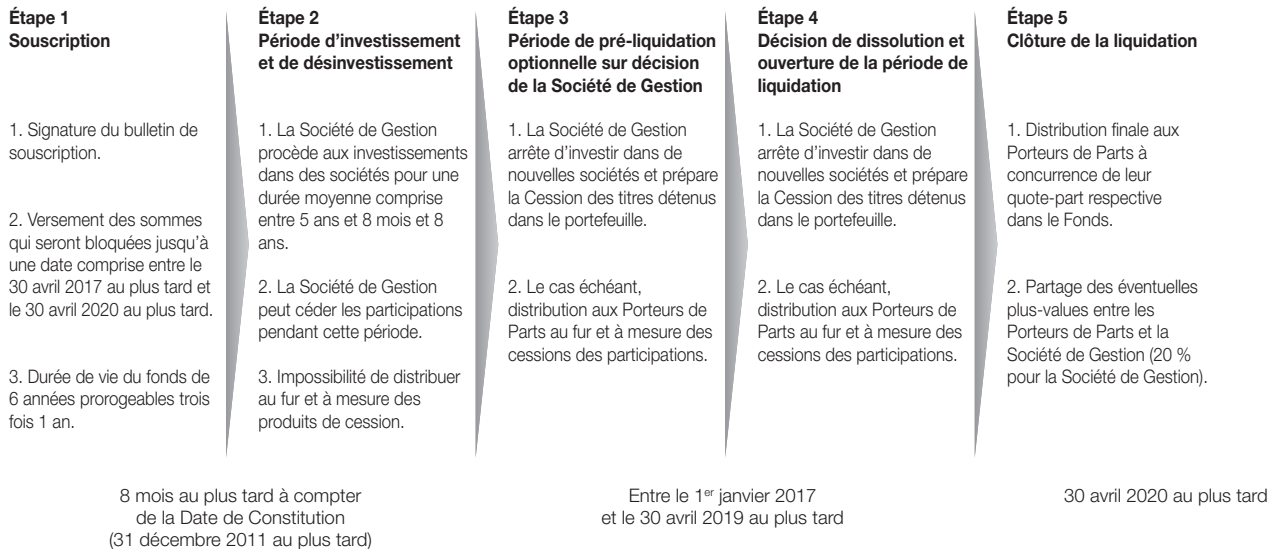 Étape 1
Souscription
1. Signature du bulletin de
souscription.
2. Versement des sommes
qui seront bloquées jusqu'à
une date comprise entre le
30 avril 2017 au plus tard et
le 30 avril 2020 au plus tard.
3. Durée de vie du fonds de
6 années prorogeables trois
fois 1 an.
Étape 2
Période d'investissement
et de désinvestissement
1. La Société de Gestion
procède aux investissements
dans des sociétés pour une
durée moyenne comprise
entre 5 ans et 8 mois et 8
ans.
2. La Société de Gestion
peut céder les participations
pendant cette période.
3. Impossibilité de distribuer
au fur et à mesure des
produits de cession.
Étape 3
Période de pré-liquidation
optionnelle sur décision
de la Société de Gestion
1. La Société de Gestion
arrête d'investir dans de
nouvelles sociétés et prépare
la Cession des titres détenus
dans le portefeuille.
2. Le cas échéant,
distribution aux Porteurs de
Parts au fur et à mesure des
cessions des participations.
Étape 4
Décision de dissolution et
ouverture de la période de
liquidation
1. La Société de Gestion
arrête d'investir dans de
nouvelles sociétés et prépare
la Cession des titres détenus
dans le portefeuille.
2. Le cas échéant,
distribution aux Porteurs de
Parts au fur et à mesure des
cessions des participations.
Étape 5
Clôture de la liquidation
1. Distribution finale aux
Porteurs de Parts à
concurrence de leur
quote-part respective
dans le Fonds.
2. Partage des éventuelles
plus-values entre les
Porteurs de Parts et la
Société de Gestion (20 %
pour la Société de Gestion).
8 mois au plus tard à compter
de la Date de Constitution
(31 décembre 2011 au plus tard)
Entre le 1er janvier 2017
et le 30 avril 2019 au plus tard
30 avril 2020 au plus tard